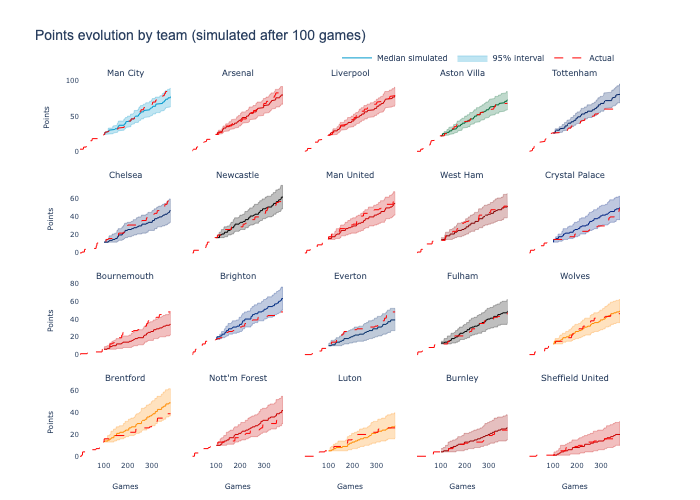 Points evolution by team (simulated after 100 games)
Median simulated 95% interval Actual
Man City Arsenal Liverpool Aston Villa Tottenham
100
50
0
Points
Chelsea Newcastle Man United West Ham Crystal Palace
60
40
20
0
Points
Bournemouth Brighton Everton Fulham Wolves
80
60
40
20
0
Points
Brentford Nott'm Forest Luton Burnley Sheffield United
60
40
20
0
Points
100 200 300 100 200 300 100 200 300 100 200 300 100 200 300
Games Games Games Games Games